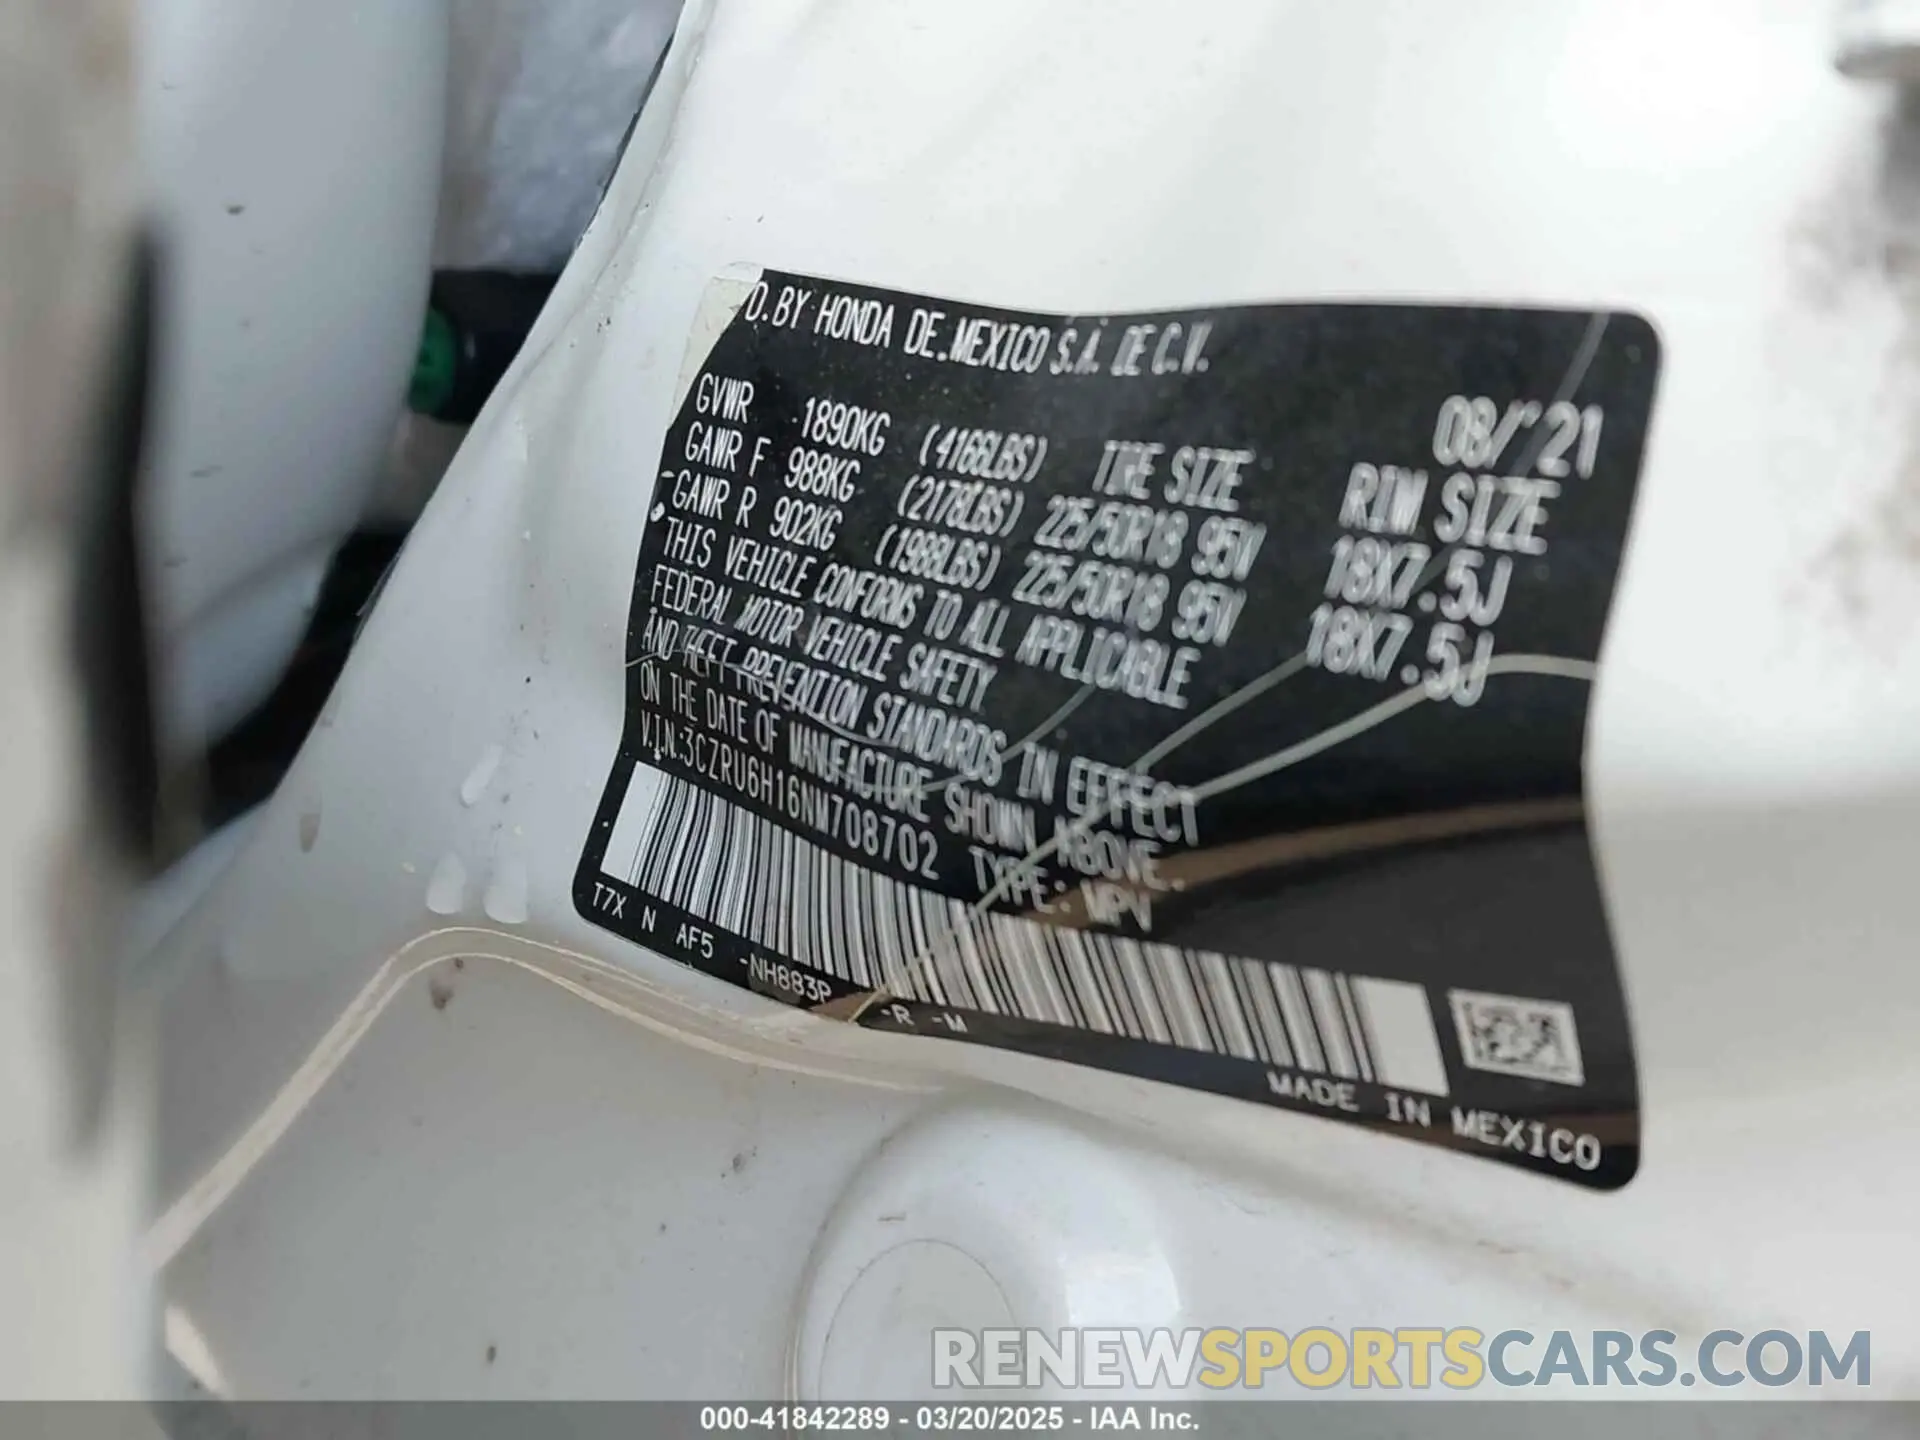 D. BY HONDA DE MEXICO S.A. DE C.V.
08/'21
GVWR 1890KG (4166LBS) TIRE SIZE RIM SIZE
GAWR F 988KG (2178LBS) 225/50R18 95V 18X7.5J
GAWR R 902KG (1988LBS) 225/50R18 95V 18X7.5J
THIS VEHICLE CONFORMS TO ALL APPLICABLE
FEDERAL MOTOR VEHICLE SAFETY
AND THEFT PREVENTION STANDARDS IN EFFECT
ON THE DATE OF MANUFACTURE SHOWN ABOVE.
V.I.N.:3CZRU6H16NM708702 TYPE: MPV
T7X N AF5 -NH883P -R -M
MADE IN MEXICO
RENEWSPORTSCARS.COM
000-41842289 - 03/20/2025 - IAA Inc.